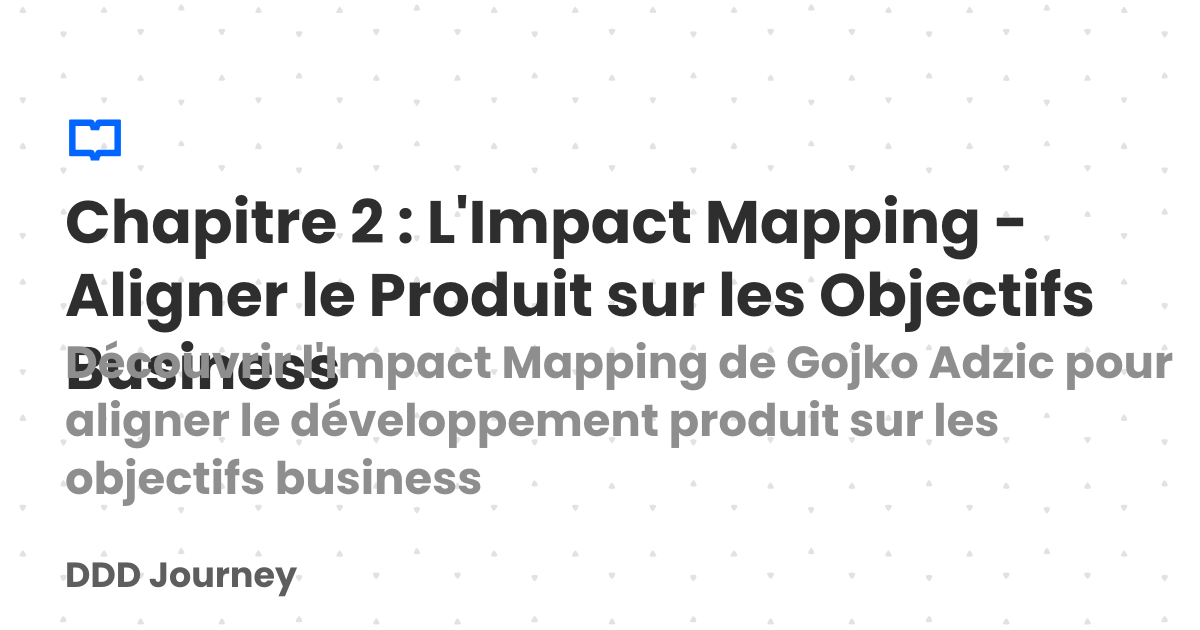 Chapitre 2 : L'Impact Mapping -
Aligner le Produit sur les Objectifs
Business
Découvrir l'Impact Mapping de Gojko Adzic pour
aligner le développement produit sur les
objectifs business
DDD Journey